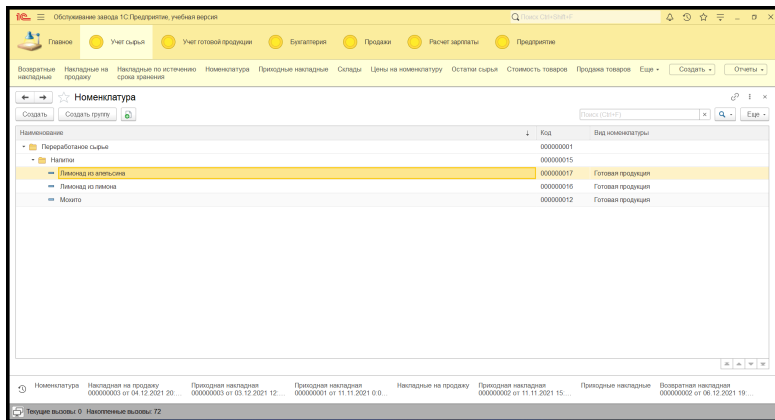 1С Обслуживание завода 1С:Предприятие, учебная версия Поиск Ctrl+Shift+F
Главное Учет сырья Учет готовой продукции Бухгалтерия Продажи Расчет зарплаты Предприятие
Возвратные накладные Накладные на продажу Накладные по истечению срока хранения Номенклатура Приходные накладные Склады Цены на номенклатуру Остатки сырья Стоимость товаров Продажа товаров Еще Создать Отчеты
Номенклатура
Создать Создать группу Поиск (Ctrl+F) Еще
Наименование Код Вид номенклатуры
Переработаное сырье 000000001
Напитки 000000015
Лимонад из апельсина 000000017 Готовая продукция
Лимонад из лимона 000000016 Готовая продукция
Мохито 000000012 Готовая продукция
Номенклатура Накладная на продажу 000000003 от 04.12.2021 20:... Приходная накладная 000000003 от 03.12.2021 12:... Приходная накладная 000000001 от 11.11.2021 0:0... Накладные на продажу Приходная накладная 000000002 от 11.11.2021 15:... Приходные накладные Возвратная накладная 000000002 от 06.12.2021 19:...
Текущие вызовы: 0 Накопленные вызовы: 72